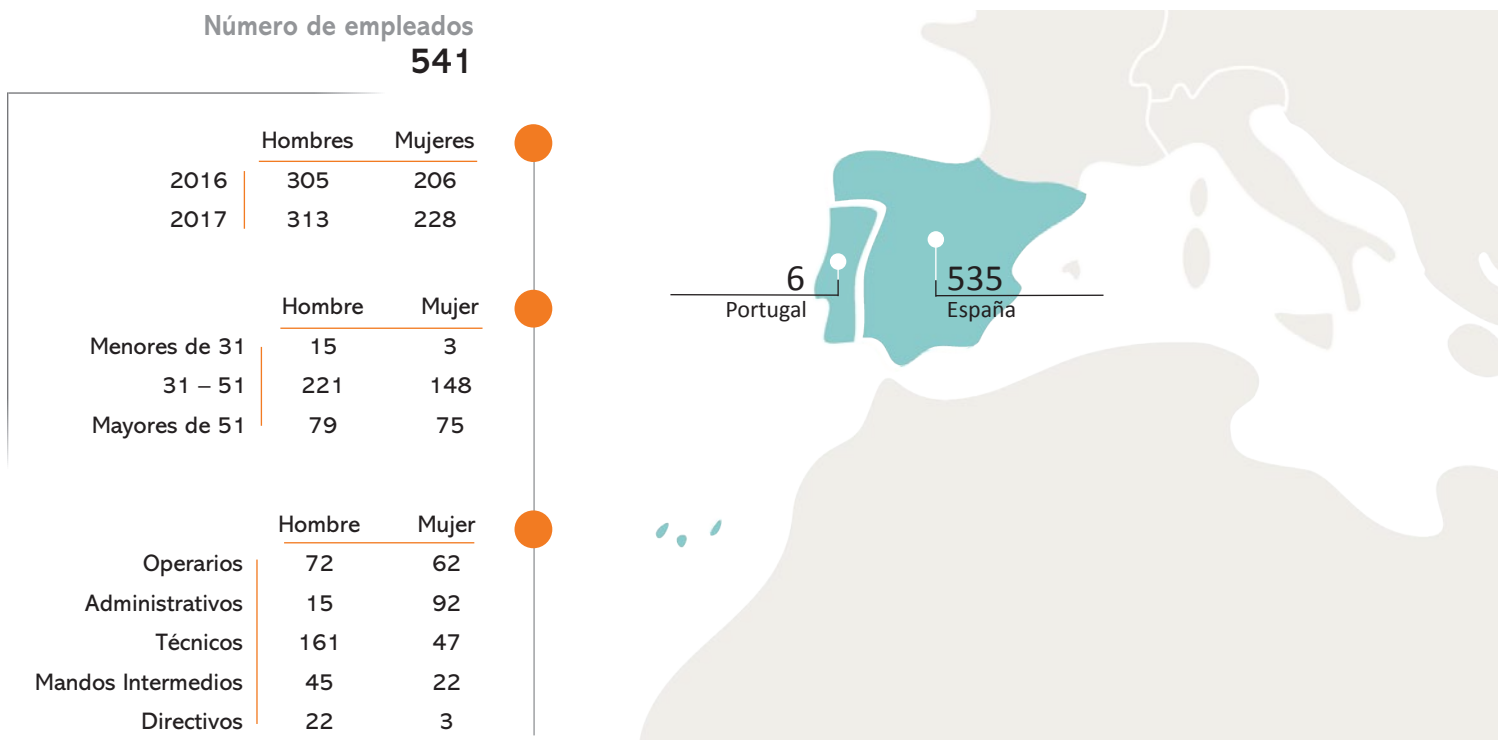 Número de empleados
541
Hombres Mujeres
2016 305 206
2017 313 228
Hombre Mujer
Menores de 31 15 3
31 – 51 221 148
Mayores de 51 79 75
Hombre Mujer
Operarios 72 62
Administrativos 15 92
Técnicos 161 47
Mandos Intermedios 45 22
Directivos 22 3
6
Portugal
535
España